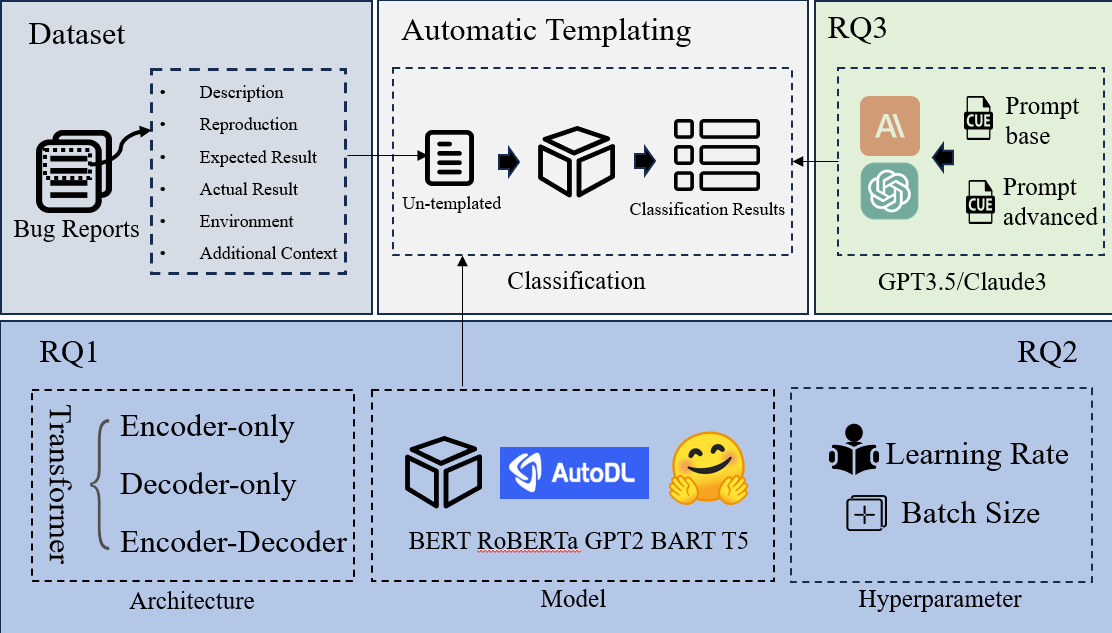 Dataset
Description
Reproduction
Expected Result
Actual Result
Environment
Additional Context
Bug Reports
Automatic Templating
Un-templated
Classification Results
Classification
RQ3
A\
CUE
Prompt
base
CUE
Prompt
advanced
GPT3.5/Claude3
RQ1
Transformer
Encoder-only
Decoder-only
Encoder-Decoder
Architecture
AutoDL
BERT RoBERTa GPT2 BART T5
Model
RQ2
Learning Rate
Batch Size
Hyperparameter